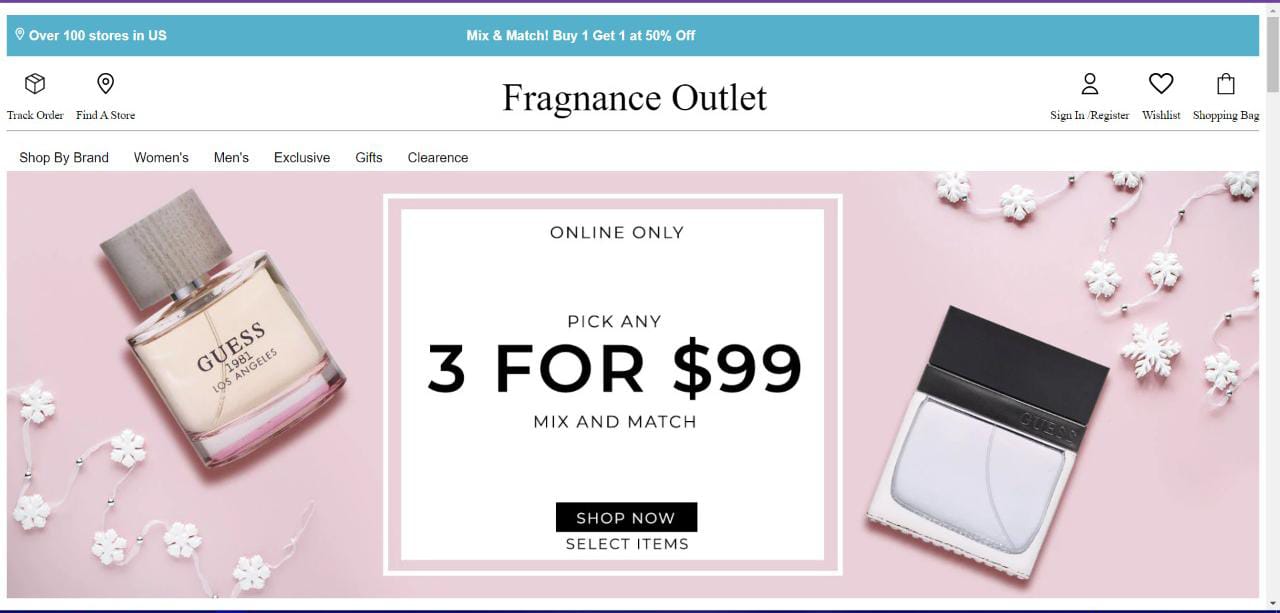 Over 100 stores in US
Mix & Match! Buy 1 Get 1 at 50% Off
Track Order
Find A Store
Fragnance Outlet
Sign In /Register
Wishlist
Shopping Bag
Shop By Brand
Women's
Men's
Exclusive
Gifts
Clearence
ONLINE ONLY
PICK ANY
3 FOR $99
MIX AND MATCH
SHOP NOW
SELECT ITEMS
GUESS
1981
LOS ANGELES
GUESS